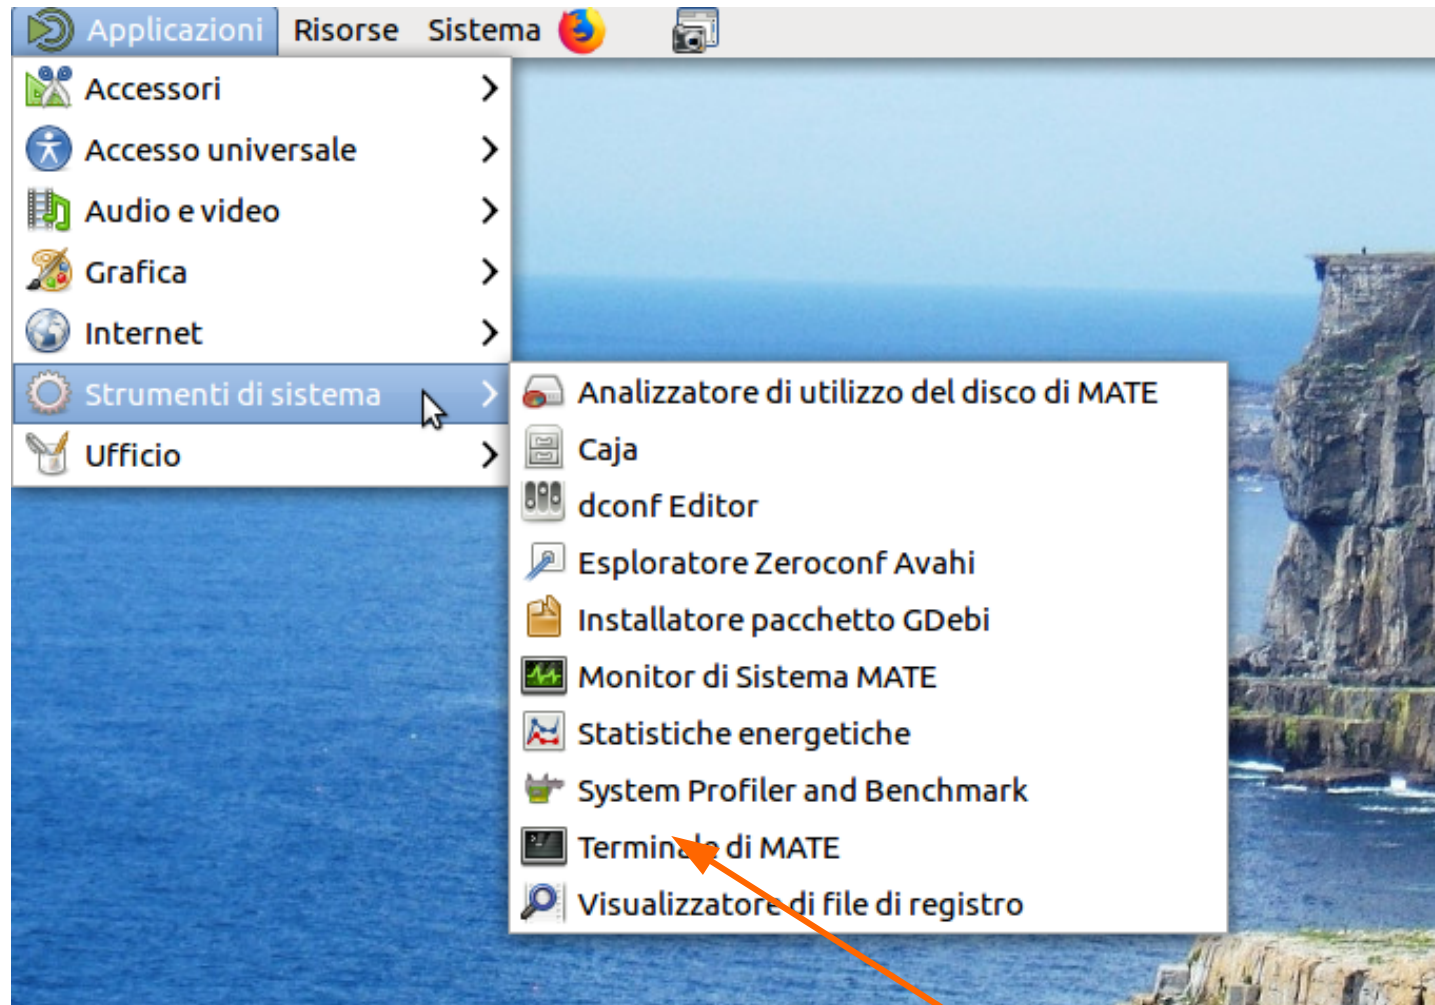 Applicazioni Risorse Sistema
Accessori
Accesso universale
Audio e video
Grafica
Internet
Strumenti di sistema
Ufficio
Analizzatore di utilizzo del disco di MATE
Caja
dconf Editor
Esploratore Zeroconf Avahi
Installatore pacchetto GDebi
Monitor di Sistema MATE
Statistiche energetiche
System Profiler and Benchmark
Terminale di MATE
Visualizzatore di file di registro